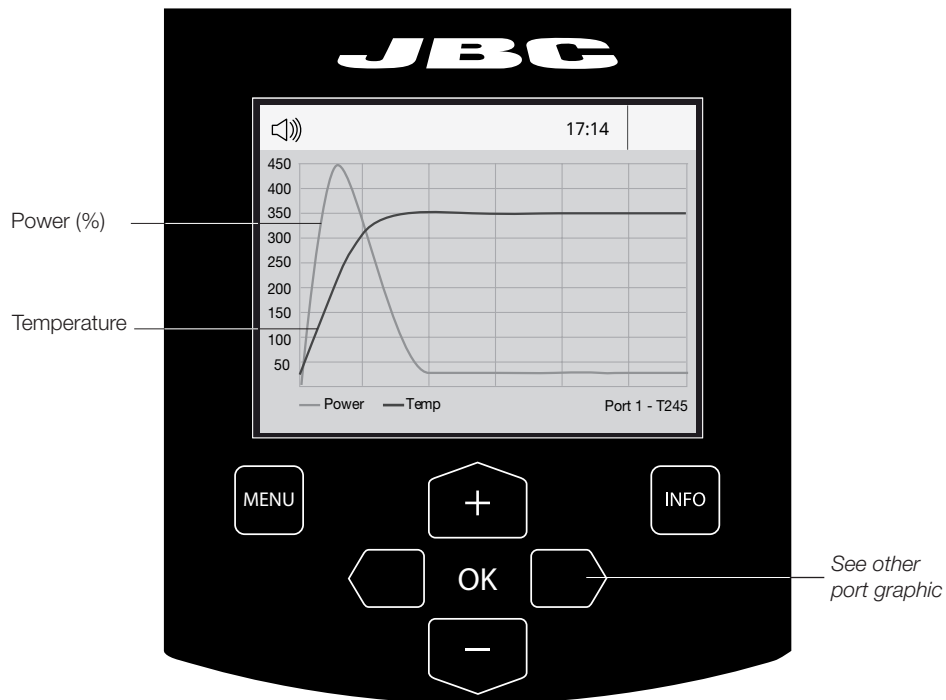 JBC
17:14
450
400
350
300
250
200
150
100
50
Power (%)
Temperature
Power Temp Port 1 - T245
MENU
+
INFO
OK
See other
port graphic
−